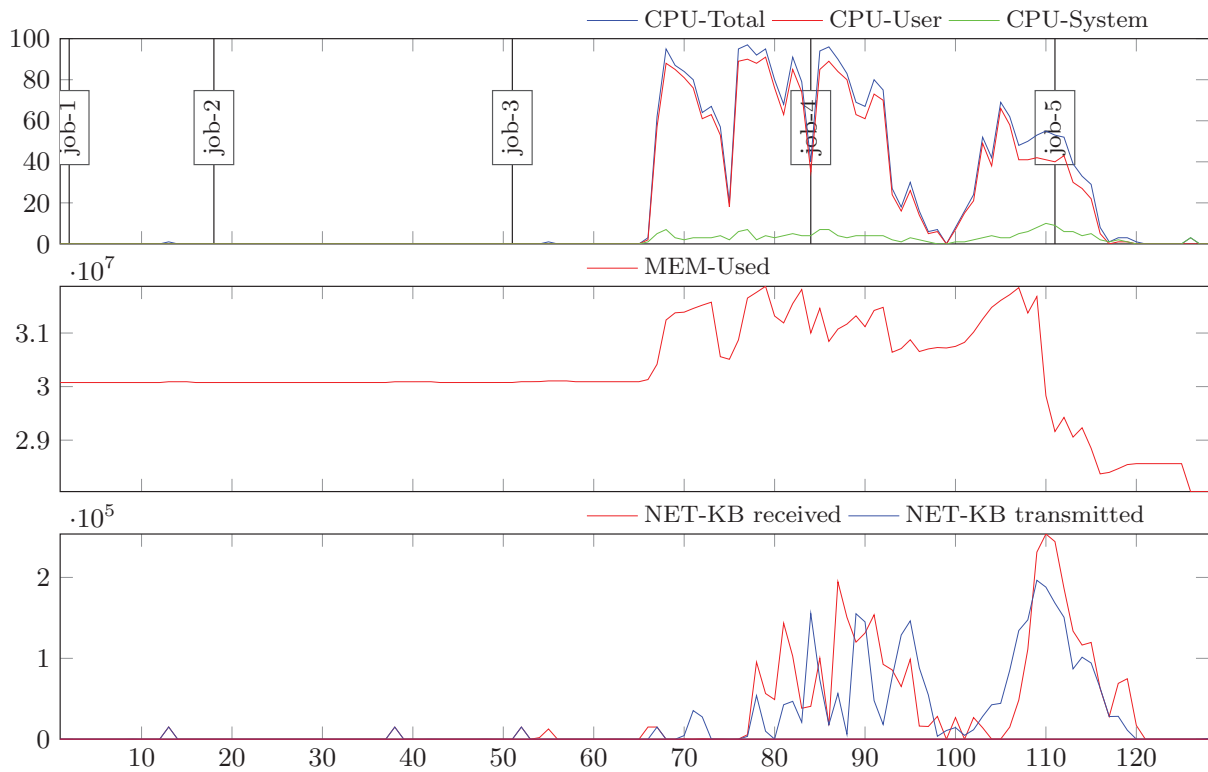 CPU-Total CPU-User CPU-System
100
80
60
40
20
0
job-1
job-2
job-3
job-4
job-5
·10^7
MEM-Used
3.1
3
2.9
·10^5
NET-KB received NET-KB transmitted
2
1
0
10 20 30 40 50 60 70 80 90 100 110 120